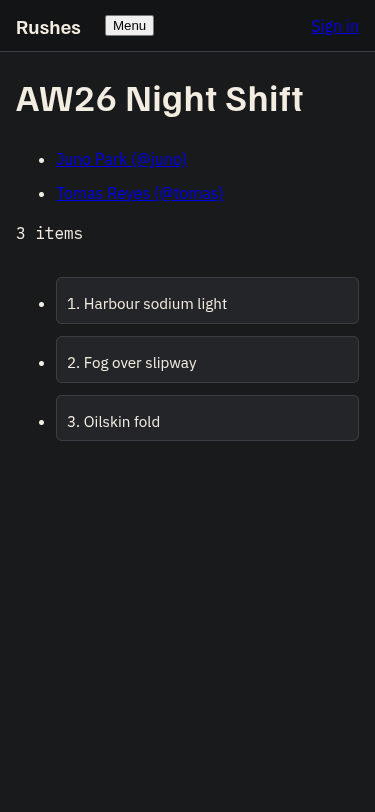 Rushes Menu Sign in
AW26 Night Shift
Juno Park (@juno)
Tomas Reyes (@tomas)
3 items
1. Harbour sodium light
2. Fog over slipway
3. Oilskin fold